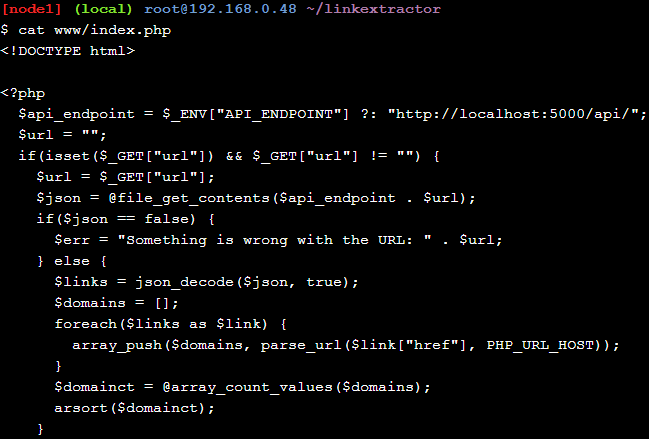 [node1] (local) root@192.168.0.48 ~/linkextractor
$ cat www/index.php
<!DOCTYPE html>

<?php
  $api_endpoint = $_ENV["API_ENDPOINT"] ?: "http://localhost:5000/api/";
  $url = "";
  if(isset($_GET["url"]) && $_GET["url"] != "") {
    $url = $_GET["url"];
    $json = @file_get_contents($api_endpoint . $url);
    if($json == false) {
      $err = "Something is wrong with the URL: " . $url;
    } else {
      $links = json_decode($json, true);
      $domains = [];
      foreach($links as $link) {
        array_push($domains, parse_url($link["href"], PHP_URL_HOST));
      }
      $domainct = @array_count_values($domains);
      arsort($domainct);
    }